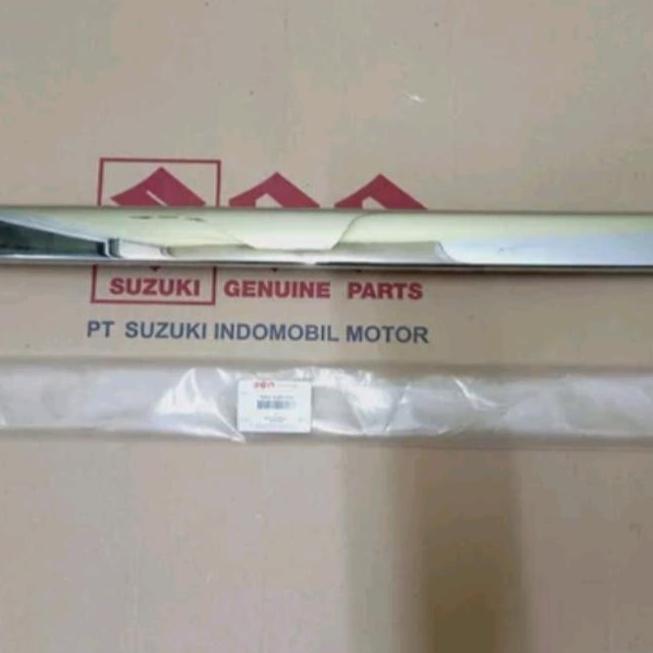 SUZUKI GENUINE PARTS
PT SUZUKI INDOMOBIL MOTOR